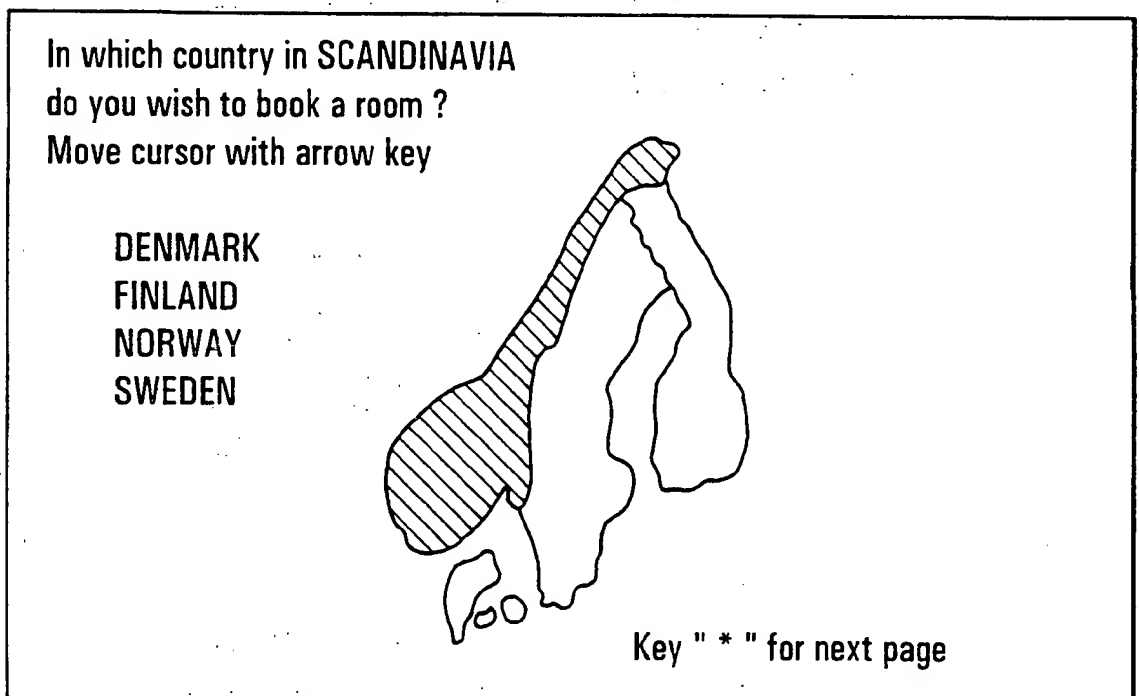 In which country in SCANDINAVIA
do you wish to book a room ?
Move cursor with arrow key
DENMARK
FINLAND
NORWAY
SWEDEN
Key " * " for next page